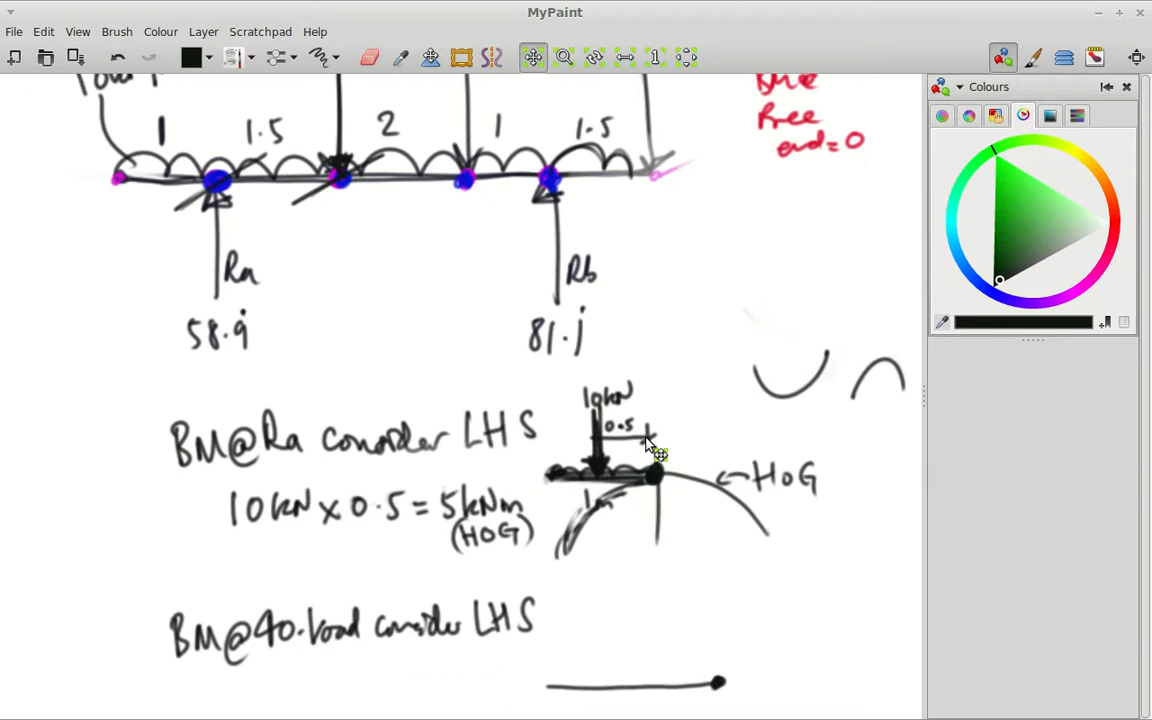 MyPaint
File Edit View Brush Colour Layer Scratchpad Help
Colours
1 1.5 2 1 1.5
BM@
Free
end = 0
Ra Rb
58.9 81.1
BM@Ra consider LHS
10kN
0.5
1m
HOG
10kN x 0.5 = 5kNm
(HOG)
BM@40.load consider LHS